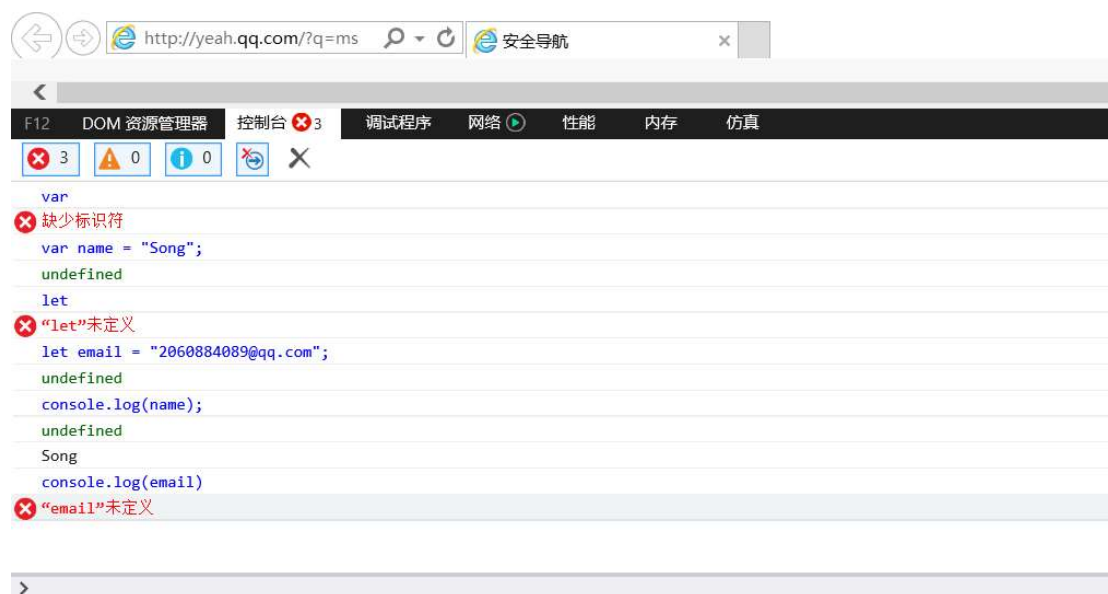 http://yeah.qq.com/?q=ms 安全导航
F12 DOM 资源管理器 控制台 3 调试程序 网络 性能 内存 仿真
3 0 0
var
缺少标识符
var name = "Song";
undefined
let
“let”未定义
let email = "2060884089@qq.com";
undefined
console.log(name);
undefined
Song
console.log(email)
“email”未定义